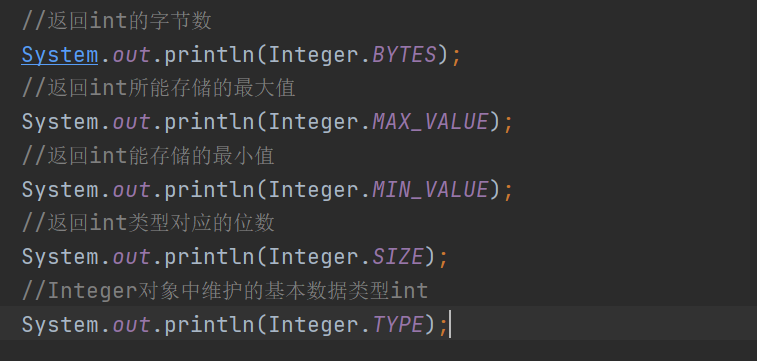 //返回int的字节数
System.out.println(Integer.BYTES);
//返回int所能存储的最大值
System.out.println(Integer.MAX_VALUE);
//返回int能存储的最小值
System.out.println(Integer.MIN_VALUE);
//返回int类型对应的位数
System.out.println(Integer.SIZE);
//Integer对象中维护的基本数据类型int
System.out.println(Integer.TYPE);